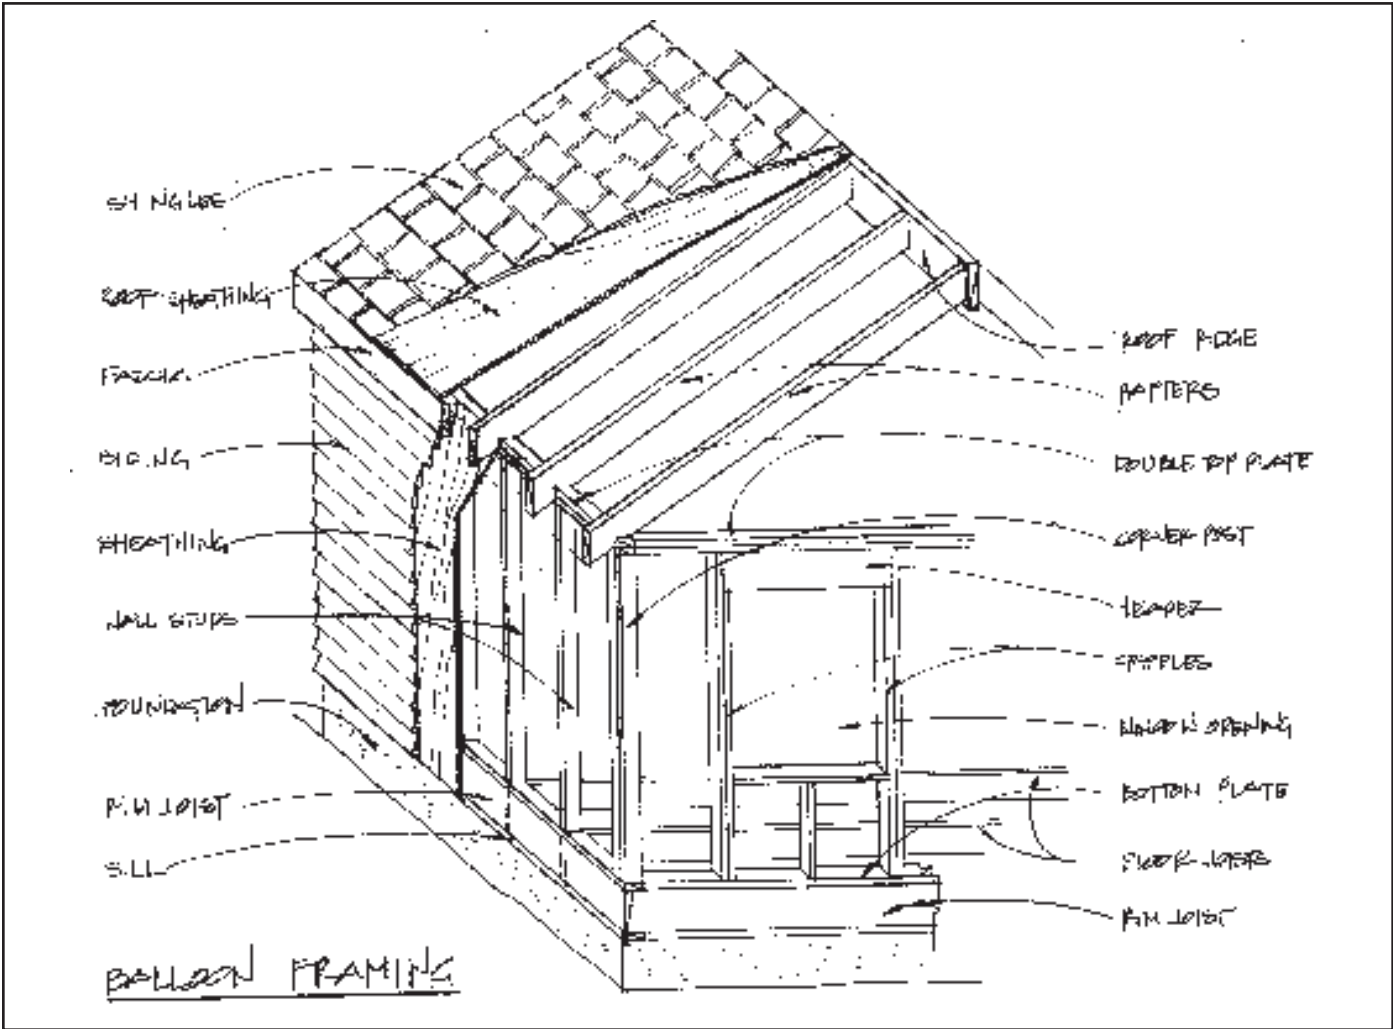 SHINGLES
ROOF SHEATHING
FASCIA
SIDING
SHEATHING
WALL STUDS
FOUNDATION
RIM JOIST
SILL
BALLOON FRAMING
ROOF RIDGE
RAFTERS
DOUBLE TOP PLATE
CORNER POST
HEADER
CRIPPLES
WINDOW OPENING
BOTTOM PLATE
FLOOR JOISTS
RIM JOIST